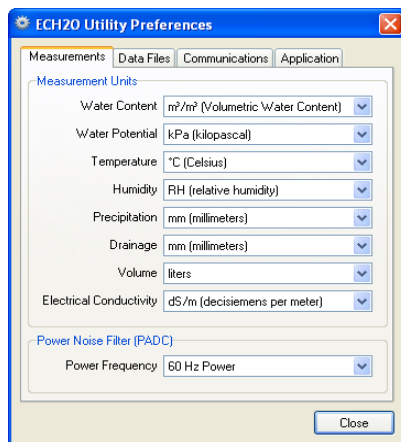 ECH2O Utility Preferences
Measurements Data Files Communications Application
Measurement Units
Water Content m³/m³ (Volumetric Water Content)
Water Potential kPa (kilopascal)
Temperature °C (Celsius)
Humidity RH (relative humidity)
Precipitation mm (millimeters)
Drainage mm (millimeters)
Volume liters
Electrical Conductivity dS/m (decisiemens per meter)
Power Noise Filter (PADC)
Power Frequency 60 Hz Power
Close